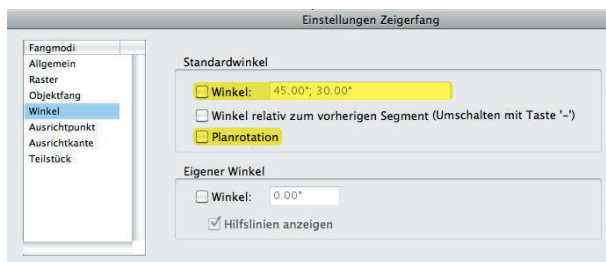 Einstellungen Zeigerfang
Fangmodi
Allgemein
Raster
Objektfang
Winkel
Ausrichtpunkt
Ausrichtkante
Teilstück
Standardwinkel
Winkel: 45.00°; 30.00°
Winkel relativ zum vorherigen Segment (Umschalten mit Taste '-')
Planrotation
Eigener Winkel
Winkel: 0.00°
Hilfslinien anzeigen